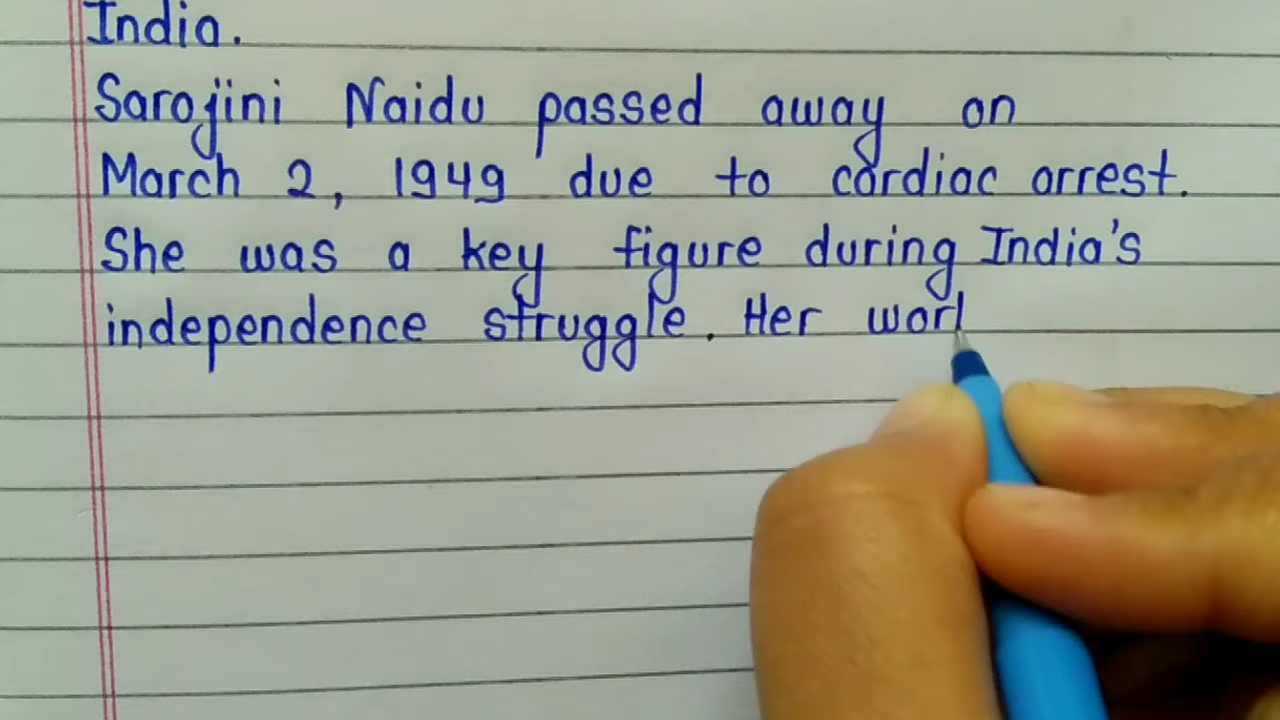 India.
Sarojini Naidu passed away on
March 2, 1949 due to cardiac arrest.
She was a key figure during India's
independence struggle. Her